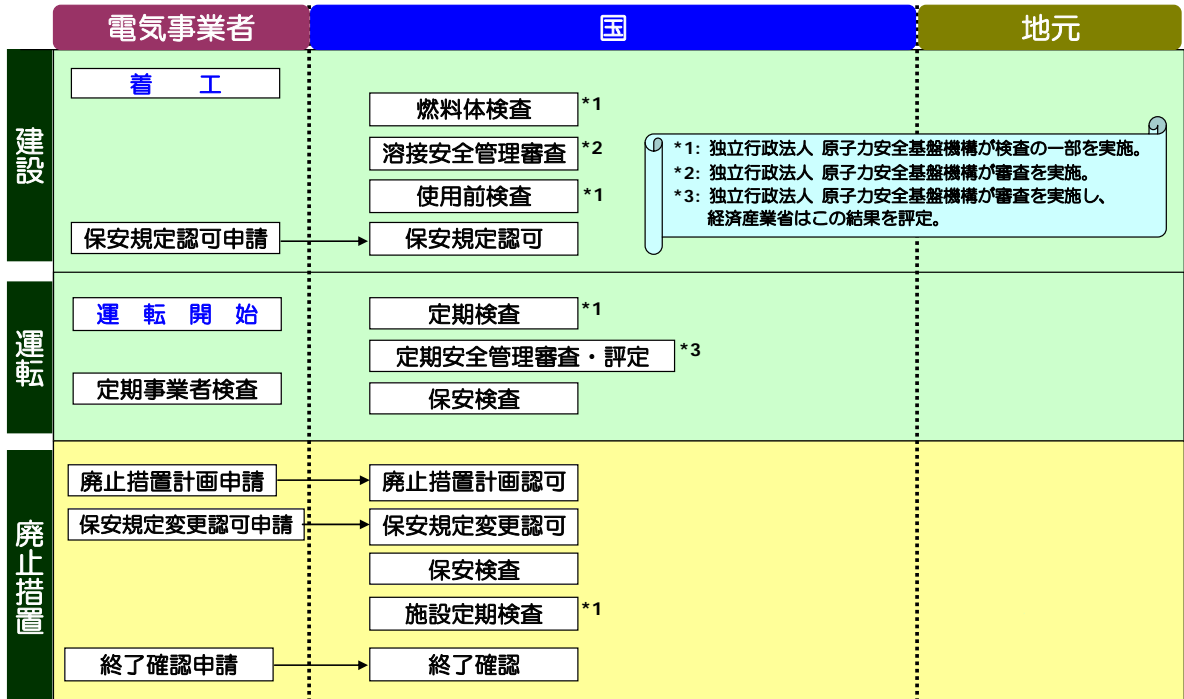 電気事業者 国 地元
建設
着 工
燃料体検査 *1
溶接安全管理審査 *2
使用前検査 *1
保安規定認可申請 保安規定認可
*1: 独立行政法人 原子力安全基盤機構が検査の一部を実施。
*2: 独立行政法人 原子力安全基盤機構が審査を実施。
*3: 独立行政法人 原子力安全基盤機構が審査を実施し、
経済産業省はこの結果を評定。
運転
運 転 開 始 定期検査 *1
定期安全管理審査・評定 *3
定期事業者検査 保安検査
廃止措置
廃止措置計画申請 廃止措置計画認可
保安規定変更認可申請 保安規定変更認可
保安検査
施設定期検査 *1
終了確認申請 終了確認